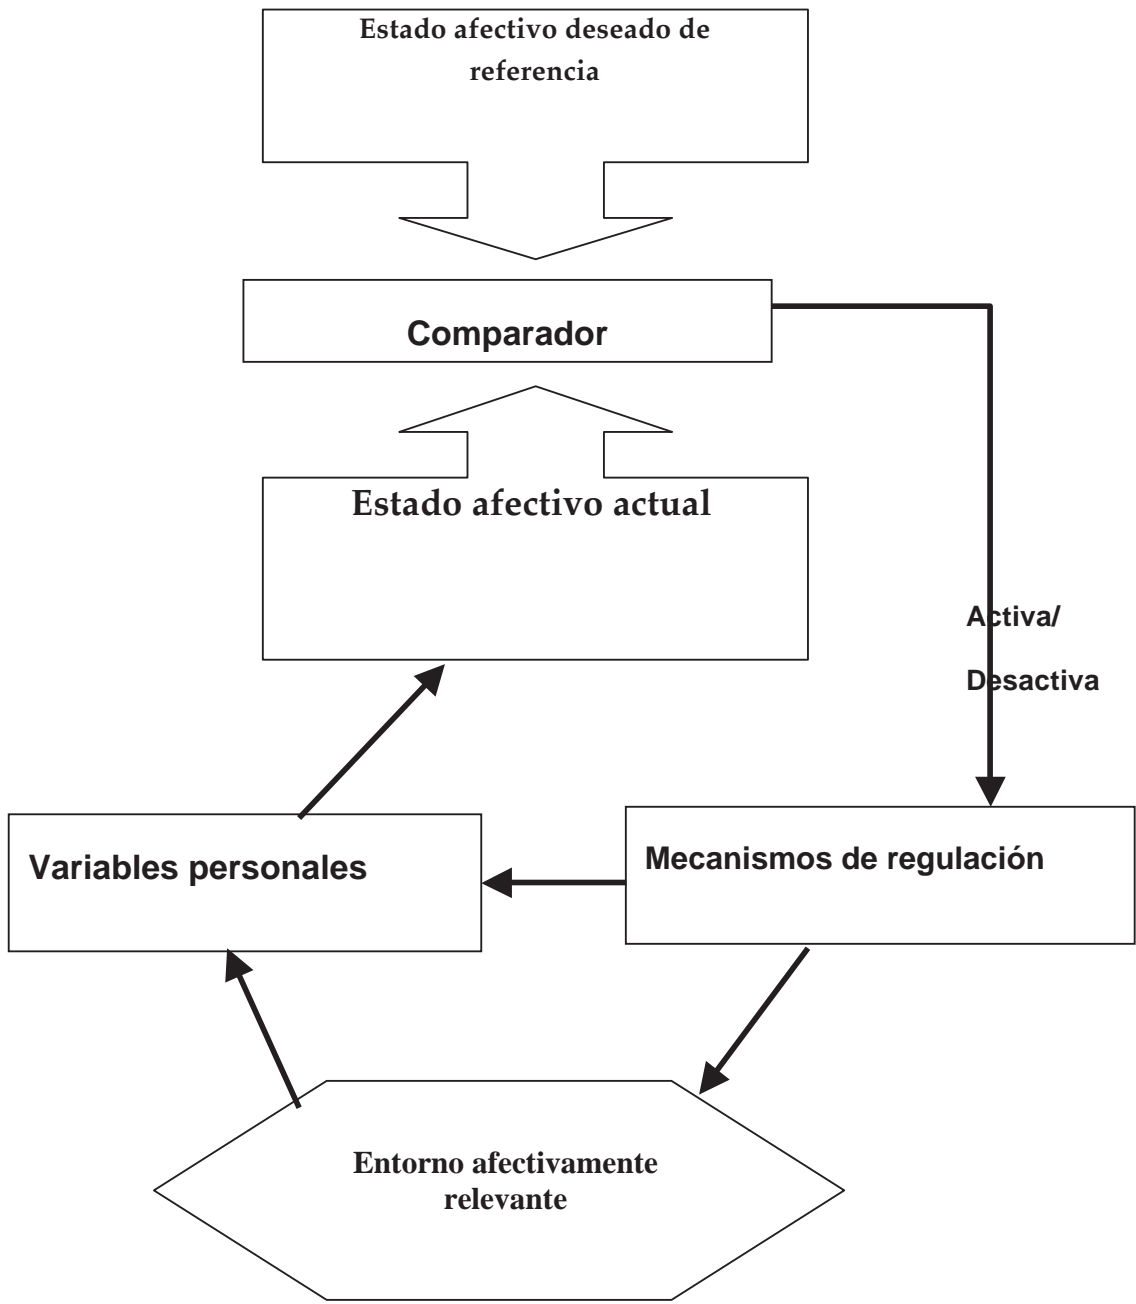 Estado afectivo deseado de
referencia
Comparador
Estado afectivo actual
Activa/
Desactiva
Variables personales
Mecanismos de regulación
Entorno afectivamente
relevante